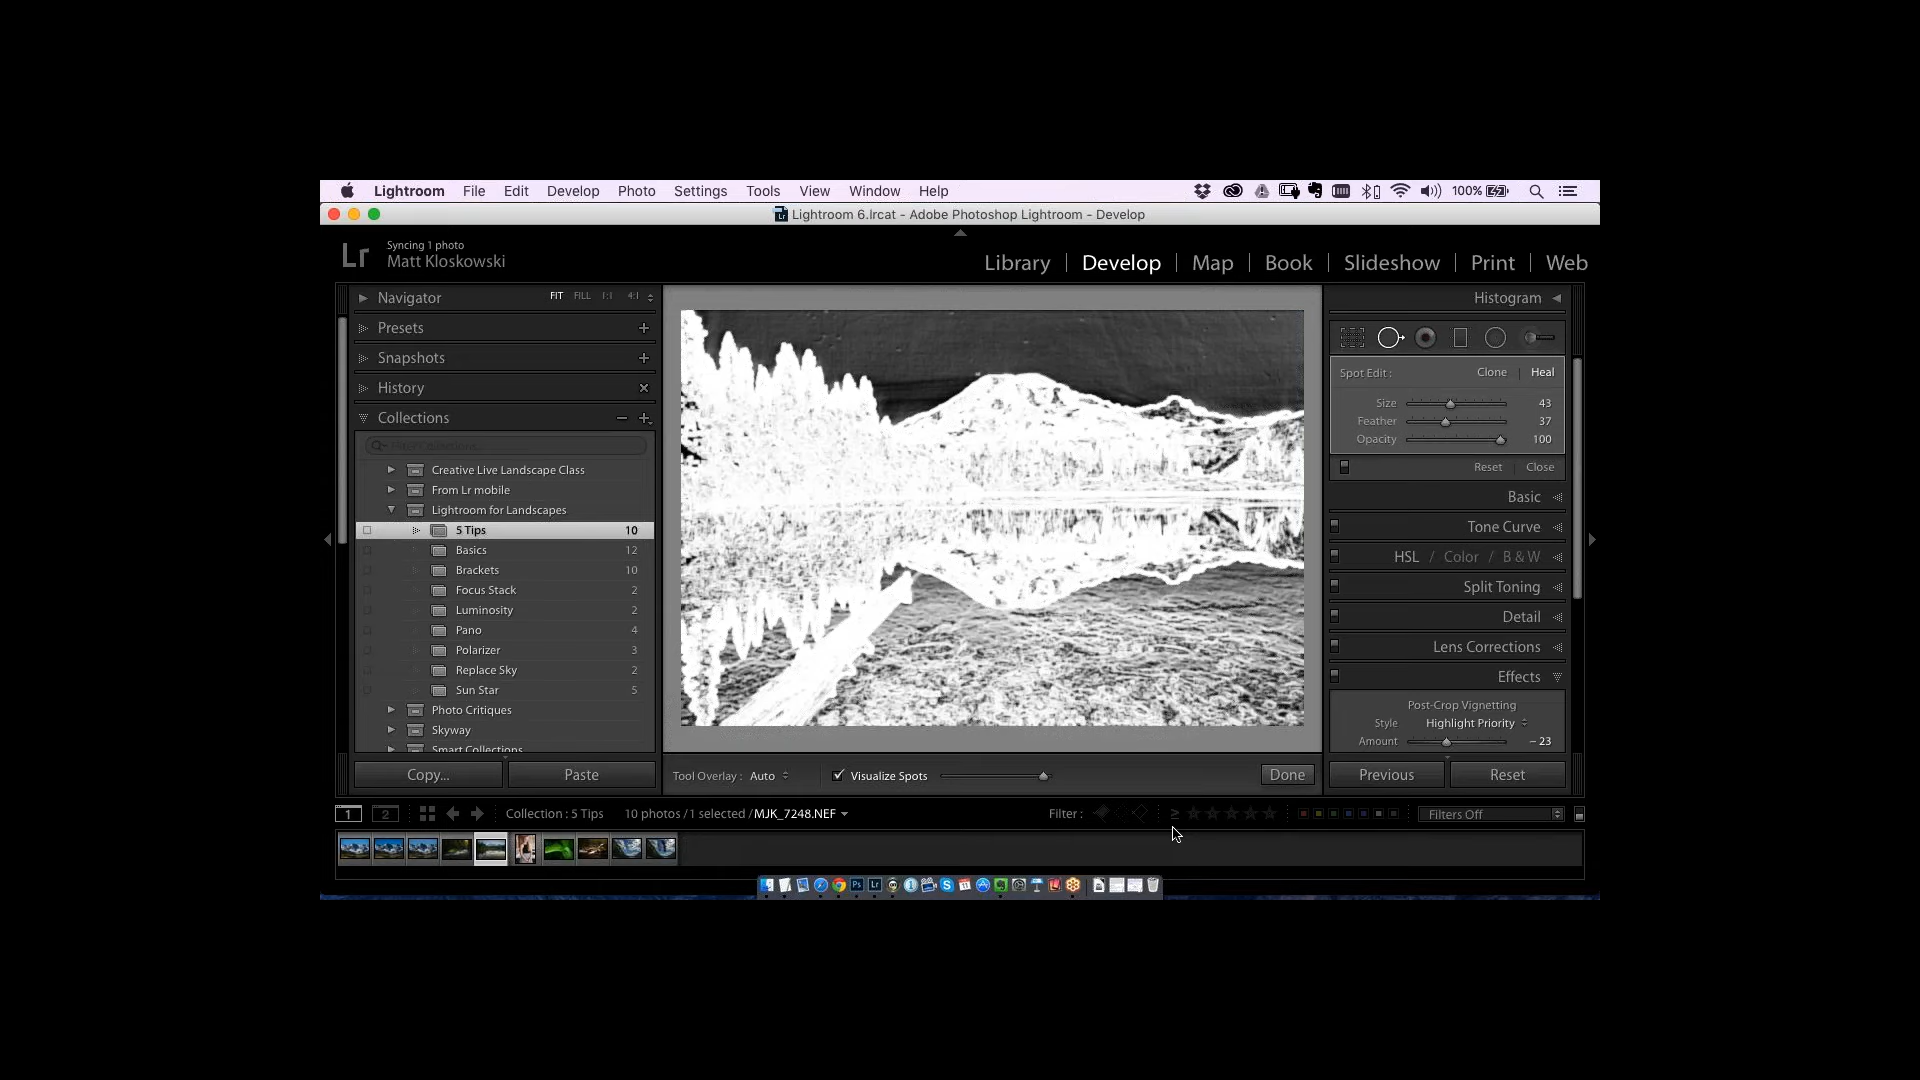 Lightroom File Edit Develop Photo Settings Tools View Window Help 100%
Lightroom 6.lrcat - Adobe Photoshop Lightroom - Develop
Lr
Syncing 1 photo
Matt Kloskowski
Library | Develop | Map | Book | Slideshow | Print | Web
Navigator FIT FILL 1:1 4:1
Presets
Snapshots
History
Collections
Creative Live Landscape Class
From Lr mobile
Lightroom for Landscapes
5 Tips 10
Basics 12
Brackets 10
Focus Stack 2
Luminosity 2
Pano 4
Polarizer 3
Replace Sky 2
Sun Star 5
Photo Critiques
Skyway
Smart Collections
Copy... Paste
Tool Overlay : Auto Visualize Spots Done
Histogram
Spot Edit : Clone | Heal
Size 43
Feather 37
Opacity 100
Reset Close
Basic
Tone Curve
HSL / Color / B & W
Split Toning
Detail
Lens Corrections
Effects
Post-Crop Vignetting
Style Highlight Priority
Amount – 23
Previous Reset
1 2 Collection : 5 Tips 10 photos / 1 selected / MJK_7248.NEF Filter : ≥ Filters Off
Ps Lr